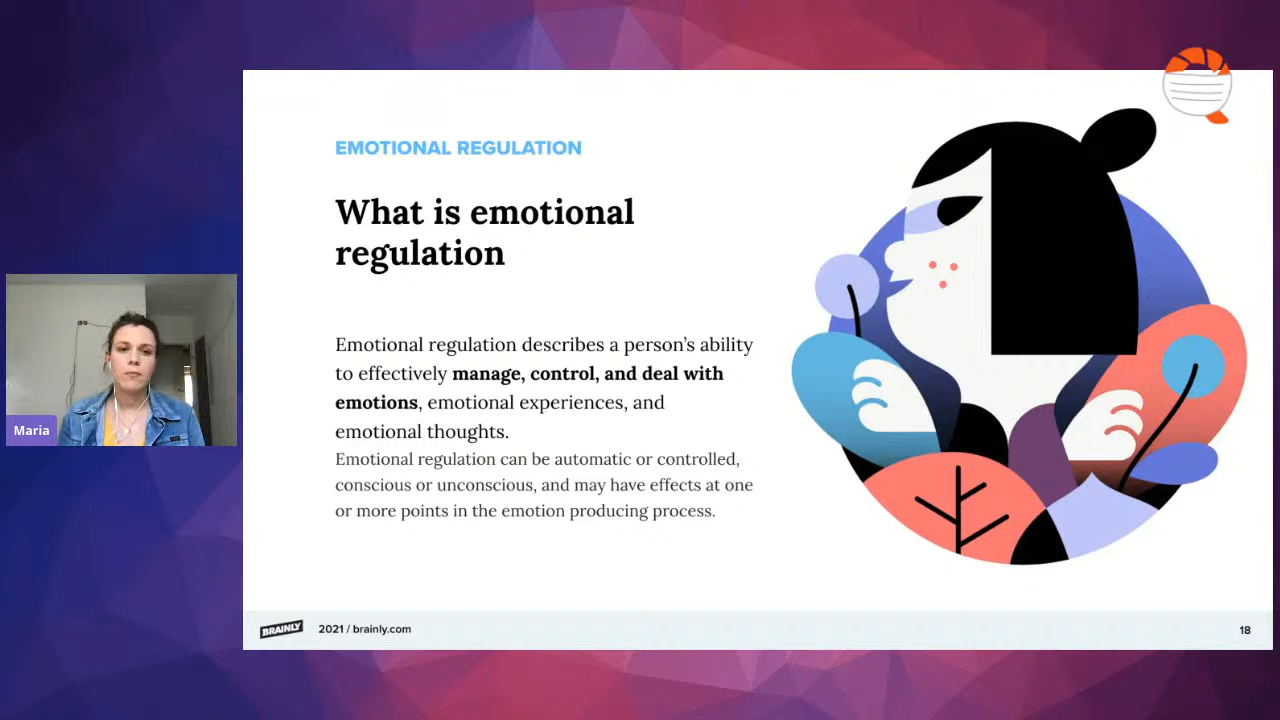 EMOTIONAL REGULATION
What is emotional
regulation
Emotional regulation describes a person’s ability
to effectively manage, control, and deal with
emotions, emotional experiences, and
emotional thoughts.
Emotional regulation can be automatic or controlled,
conscious or unconscious, and may have effects at one
or more points in the emotion producing process.
Maria
BRAINLY 2021 / brainly.com 18